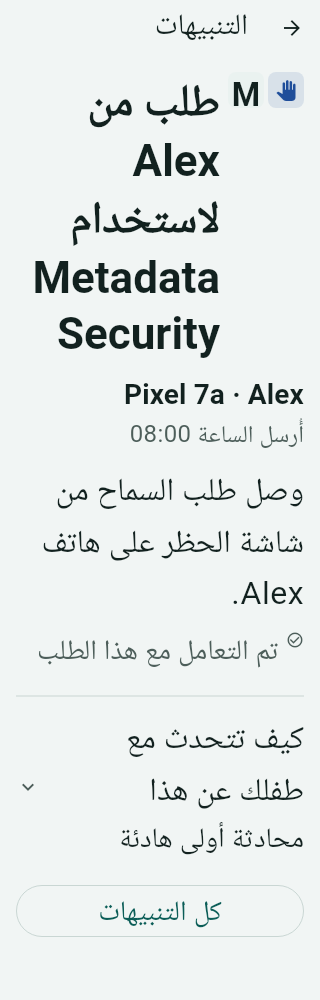 التنبيهات
M
طلب من
Alex
لاستخدام
Metadata
Security
Pixel 7a · Alex
أرسل الساعة 08:00
وصل طلب السماح من
شاشة الحظر على هاتف
Alex.
تم التعامل مع هذا الطلب
كيف تتحدث مع
طفلك عن هذا
محادثة أولى هادئة
كل التنبيهات